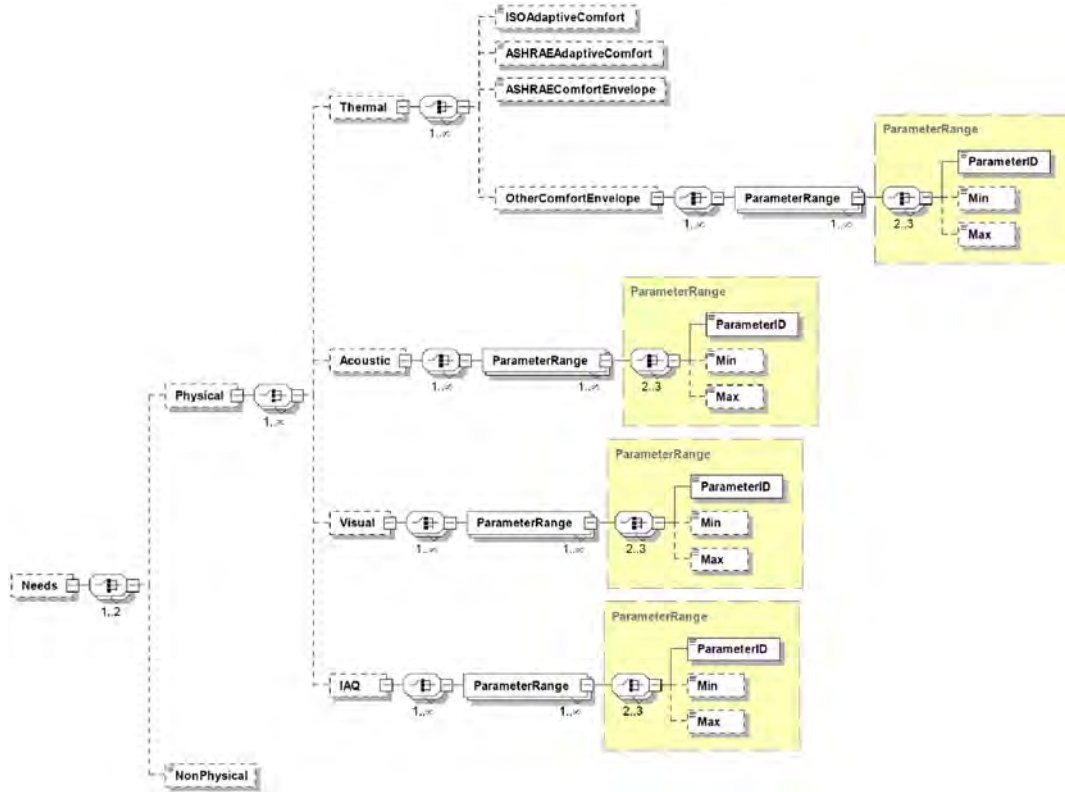 ISOAdaptiveComfort
ASHRAEAdaptiveComfort
ASHRAEComfortEnvelope
Thermal
1..∞
ParameterRange
ParameterID
OtherComfortEnvelope
ParameterRange
Min
1..∞
1..∞
2..3
Max
ParameterRange
ParameterID
Acoustic
ParameterRange
Min
1..∞
1..∞
2..3
Max
Physical
1..∞
ParameterRange
ParameterID
Visual
ParameterRange
Min
1..∞
1..∞
2..3
Max
Needs
1..2
ParameterRange
ParameterID
IAQ
ParameterRange
Min
1..∞
1..∞
2..3
Max
NonPhysical